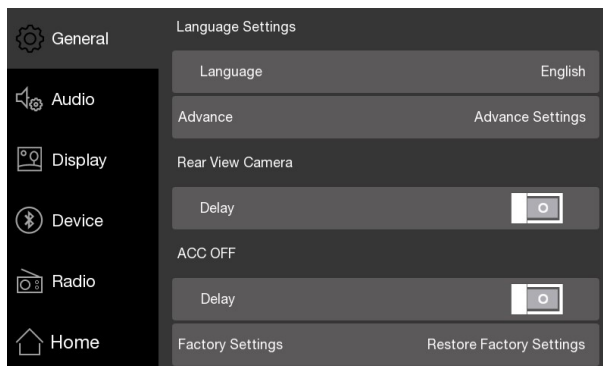 General
Audio
Display
Device
Radio
Home
Language Settings
Language English
Advance Advance Settings
Rear View Camera
Delay
ACC OFF
Delay
Factory Settings Restore Factory Settings